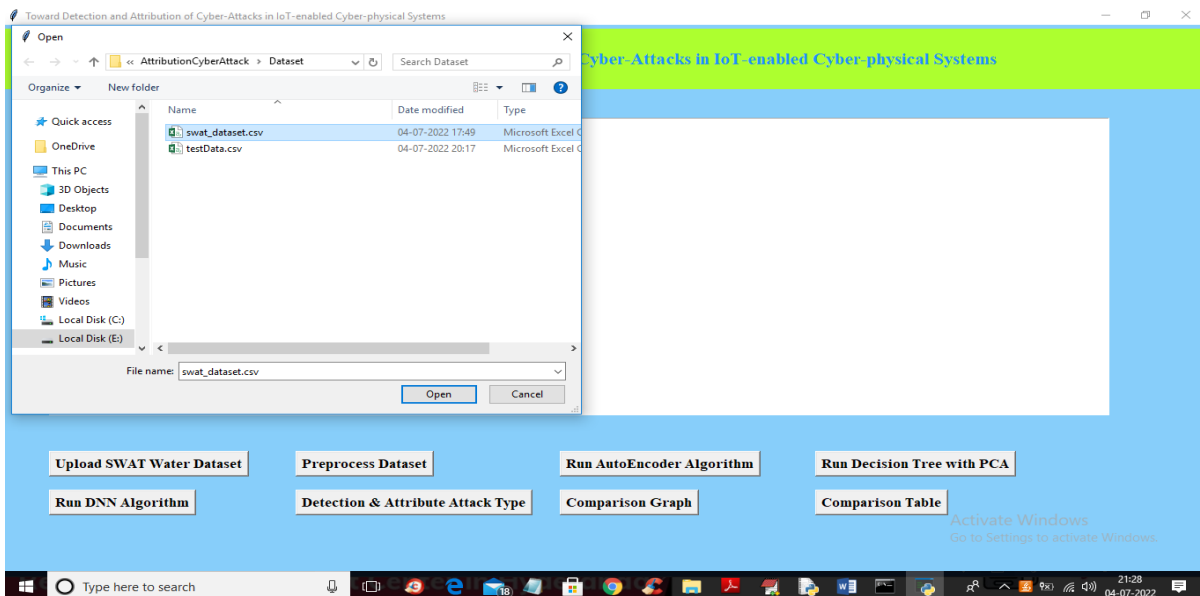 Toward Detection and Attribution of Cyber-Attacks in IoT-enabled Cyber-physical Systems
Open
Cyber-Attacks in IoT-enabled Cyber-physical Systems
« AttributionCyberAttack > Dataset
Search Dataset
Organize
New folder
Name
Date modified
Type
Quick access
OneDrive
This PC
3D Objects
Desktop
Documents
Downloads
Music
Pictures
Videos
Local Disk (C:)
Local Disk (E:)
swat_dataset.csv 04-07-2022 17:49 Microsoft Excel C
testData.csv 04-07-2022 20:17 Microsoft Excel C
File name: swat_dataset.csv
Open
Cancel
Upload SWAT Water Dataset
Preprocess Dataset
Run AutoEncoder Algorithm
Run Decision Tree with PCA
Run DNN Algorithm
Detection & Attribute Attack Type
Comparison Graph
Comparison Table
Activate Windows
Go to Settings to activate Windows.
Type here to search
18
21:28
04-07-2022